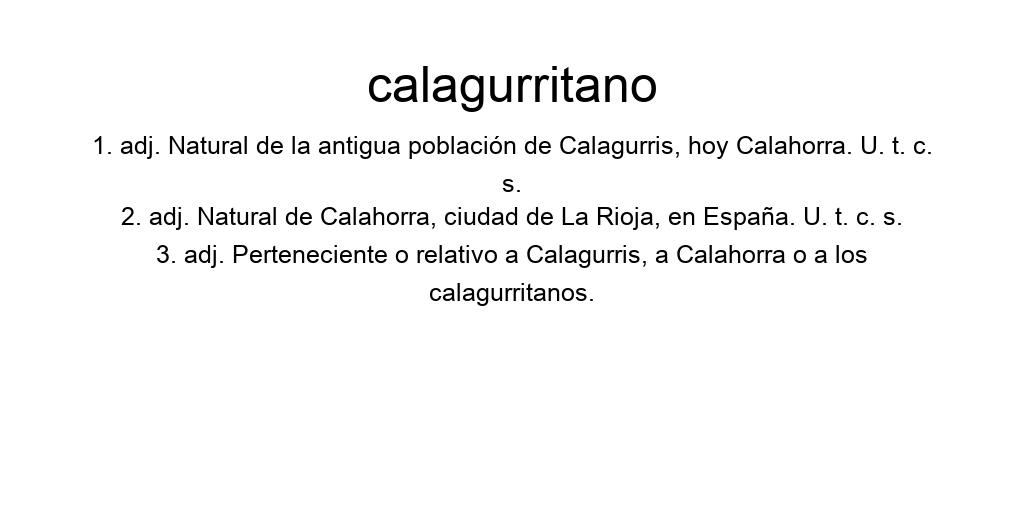 calagurritano
1. adj. Natural de la antigua población de Calagurris, hoy Calahorra. U. t. c.
s.
2. adj. Natural de Calahorra, ciudad de La Rioja, en España. U. t. c. s.
3. adj. Perteneciente o relativo a Calagurris, a Calahorra o a los
calagurritanos.